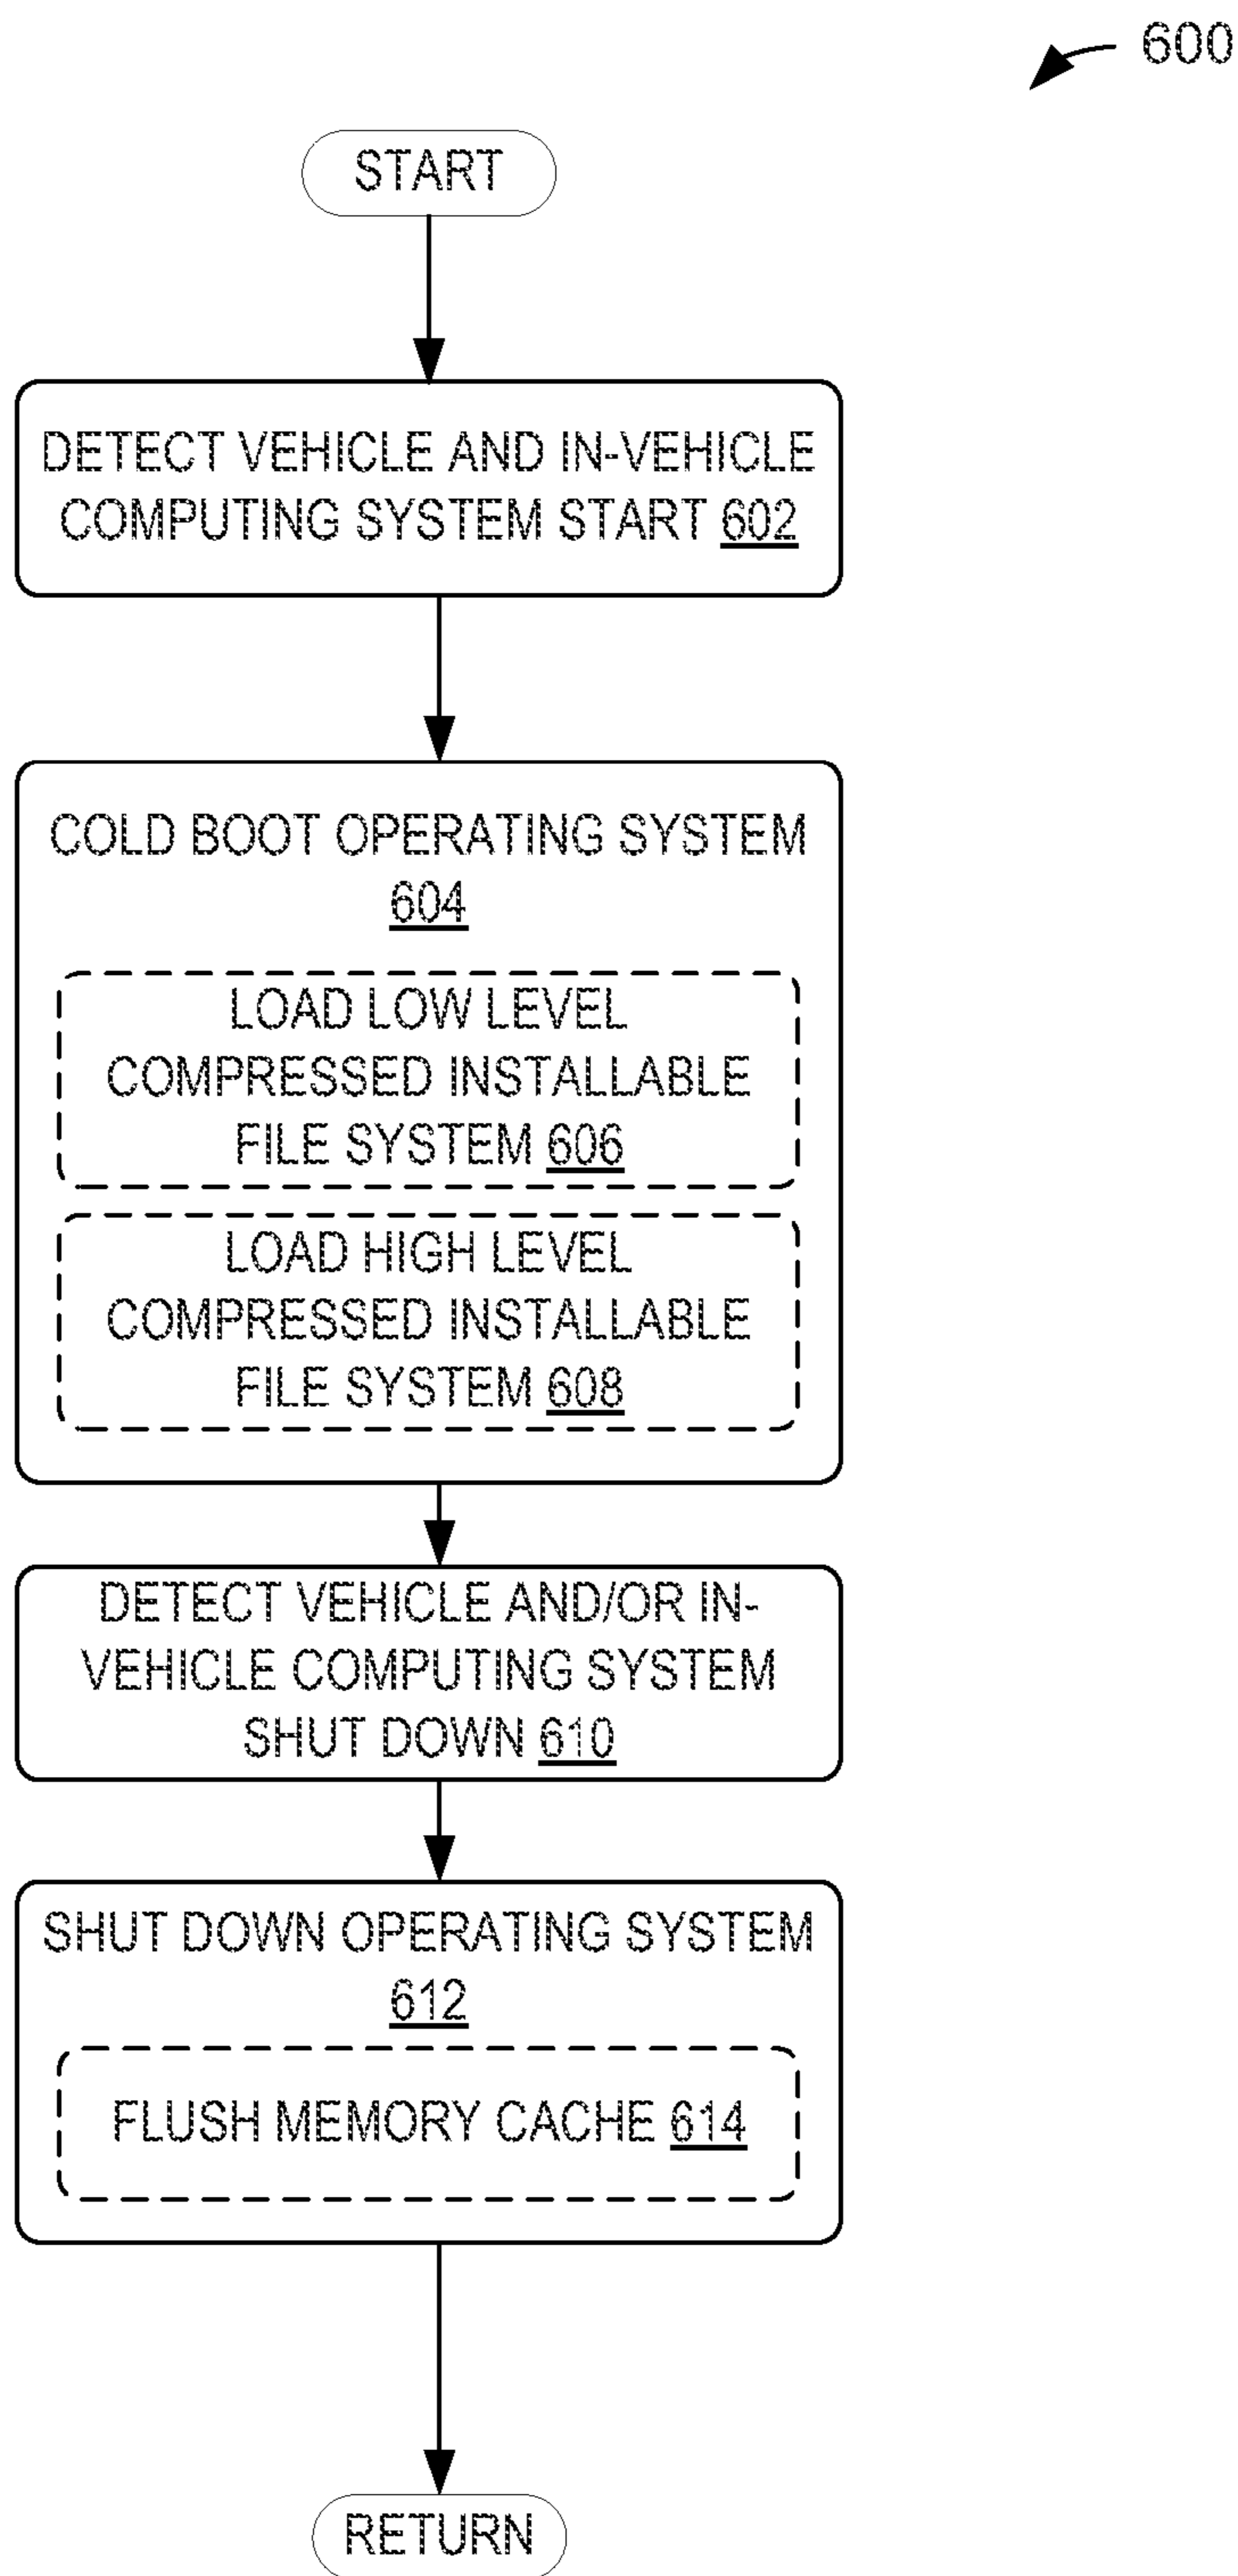 600
START
DETECT VEHICLE AND IN-VEHICLE
COMPUTING SYSTEM START 602
COLD BOOT OPERATING SYSTEM
604
LOAD LOW LEVEL
COMPRESSED INSTALLABLE
FILE SYSTEM 606
LOAD HIGH LEVEL
COMPRESSED INSTALLABLE
FILE SYSTEM 608
DETECT VEHICLE AND/OR IN-
VEHICLE COMPUTING SYSTEM
SHUT DOWN 610
SHUT DOWN OPERATING SYSTEM
612
FLUSH MEMORY CACHE 614
RETURN